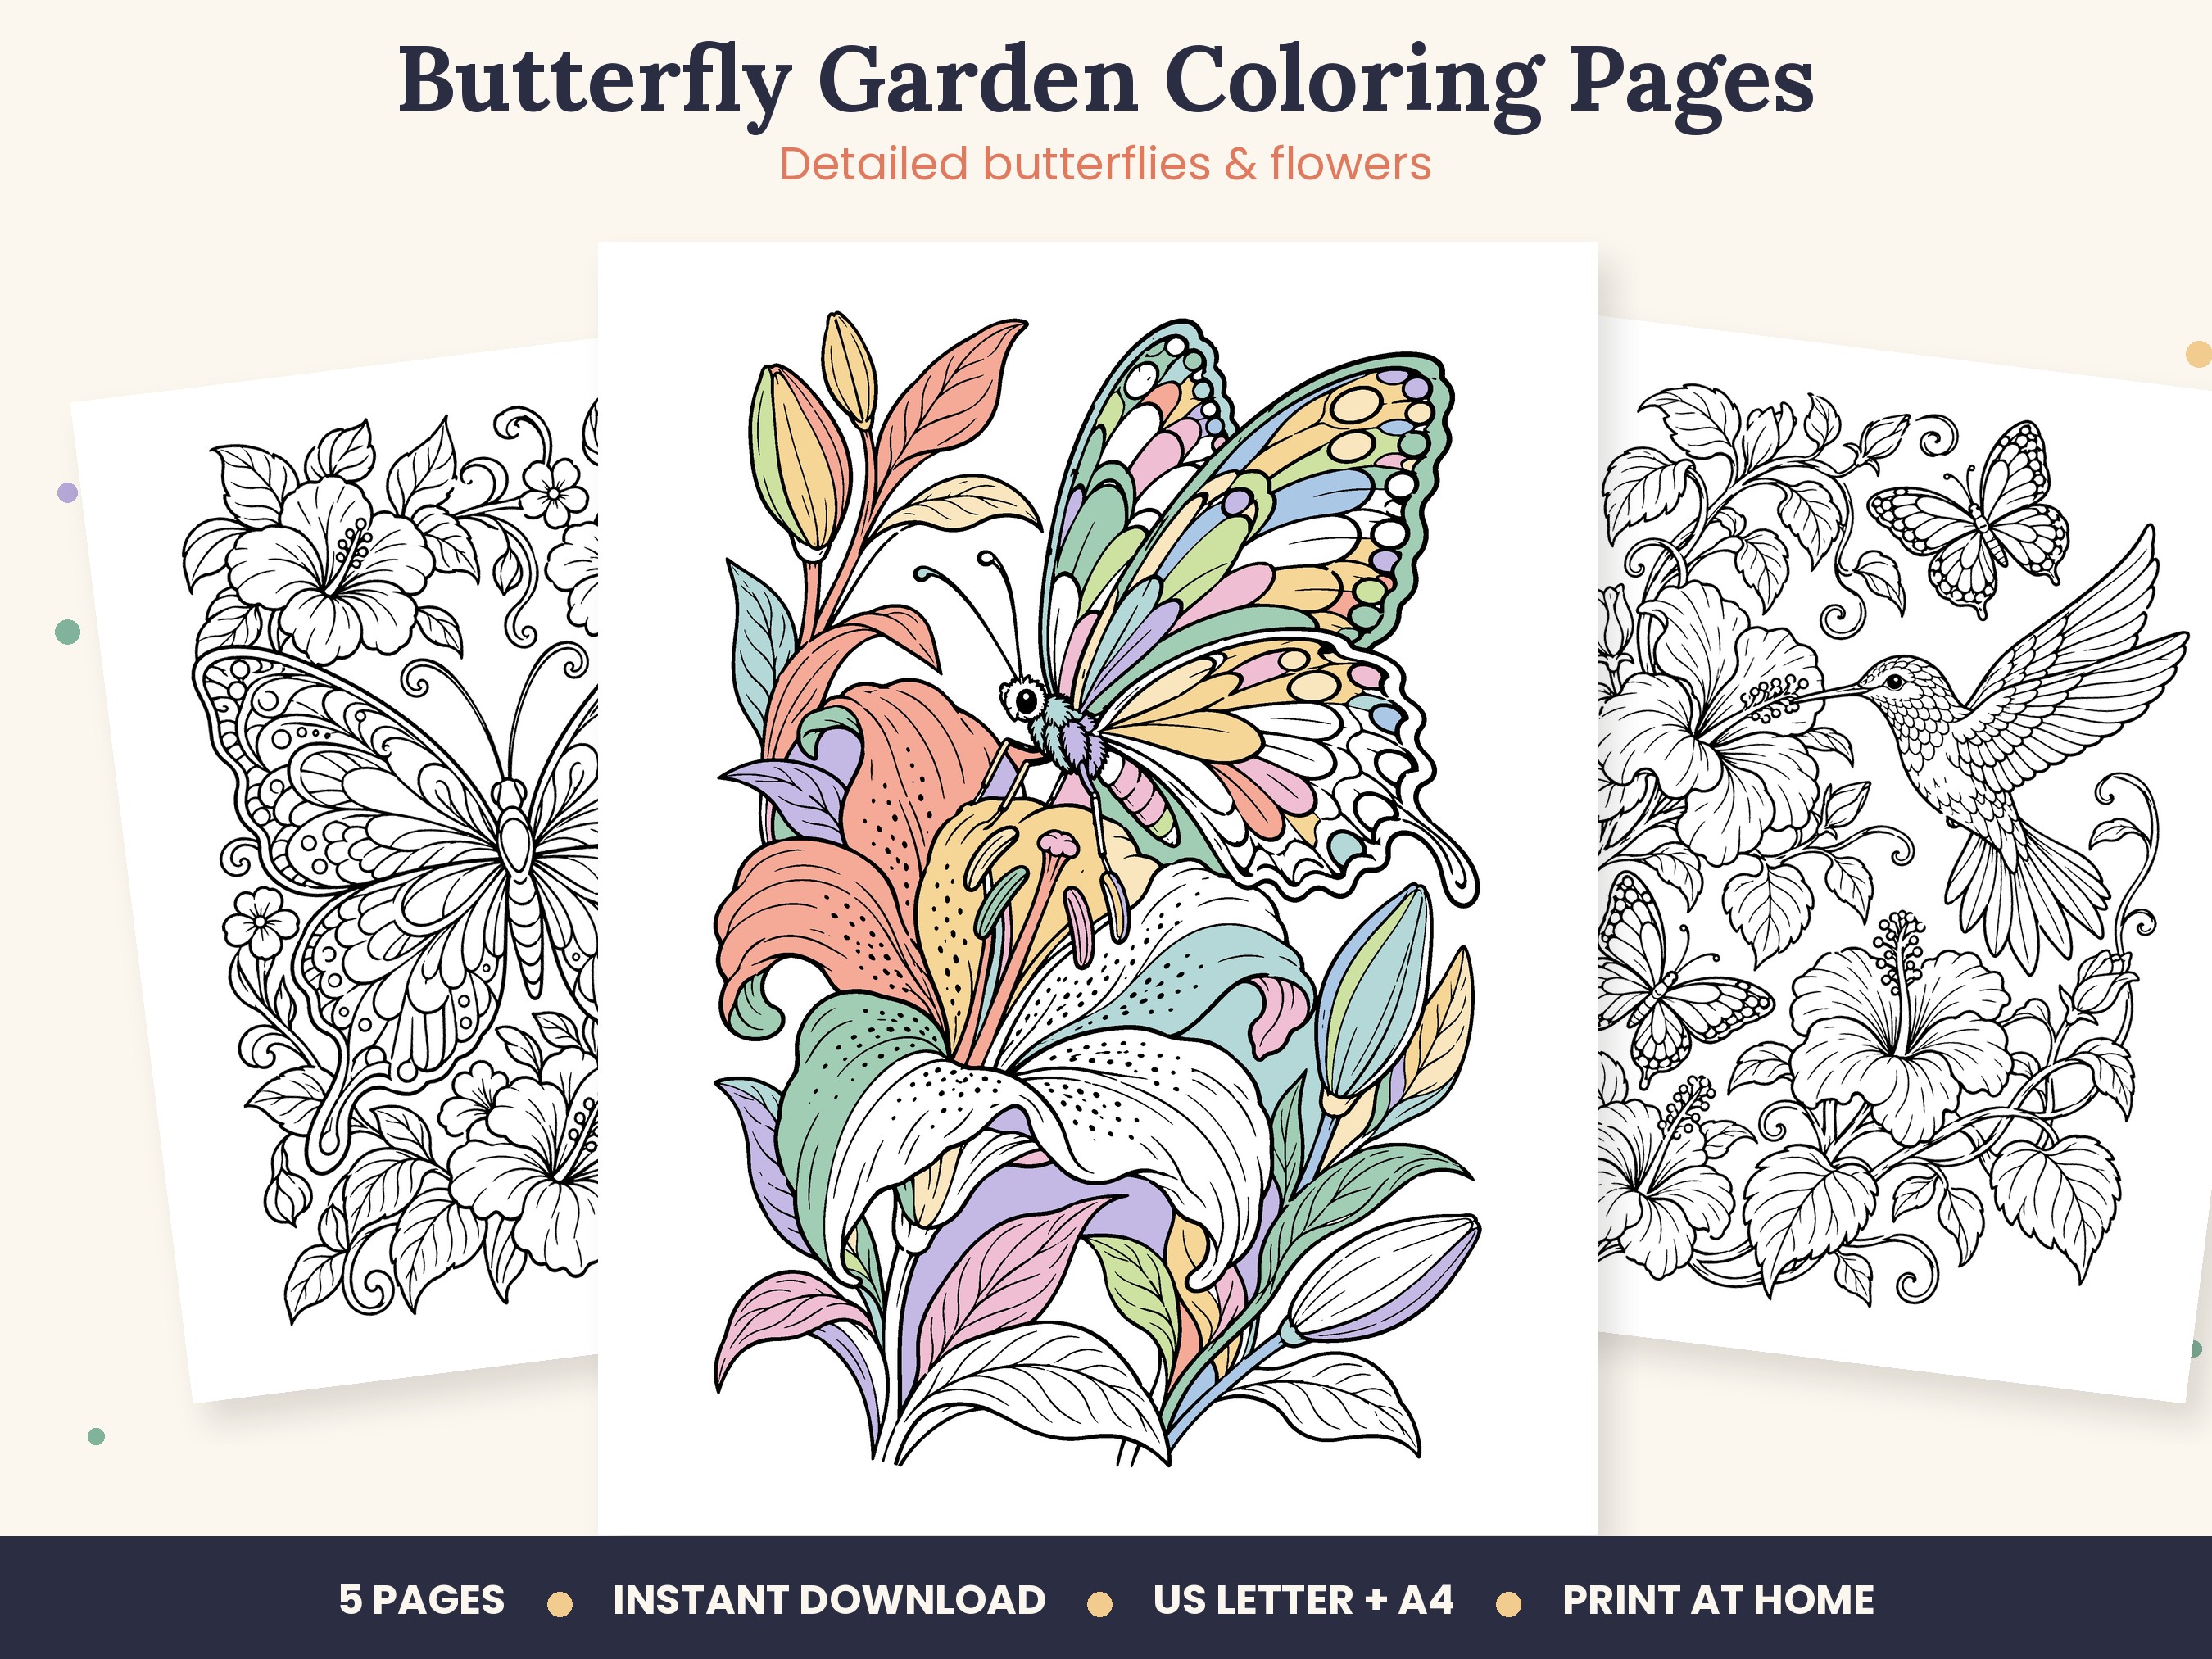 Butterfly Garden Coloring Pages
Detailed butterflies & flowers
5 PAGES ● INSTANT DOWNLOAD ● US LETTER + A4 ● PRINT AT HOME